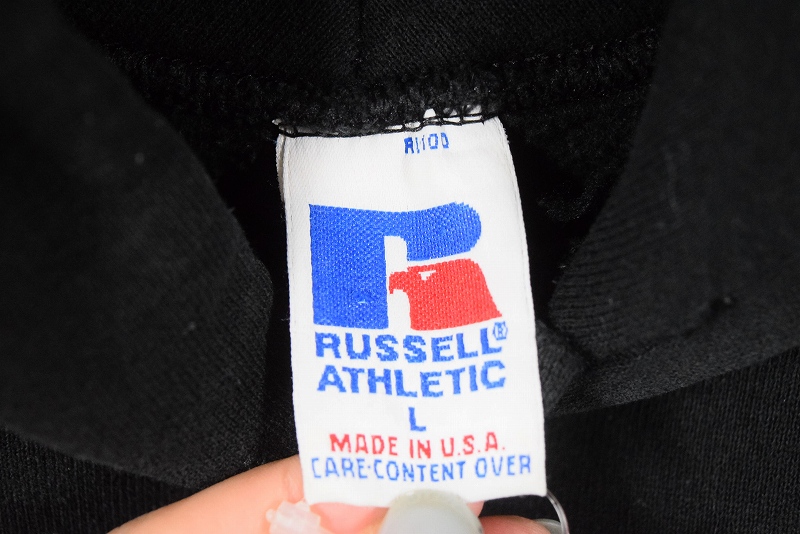 RUSSELL®
ATHLETIC
L
MADE IN U.S.A.
CARE·CONTENT OVER